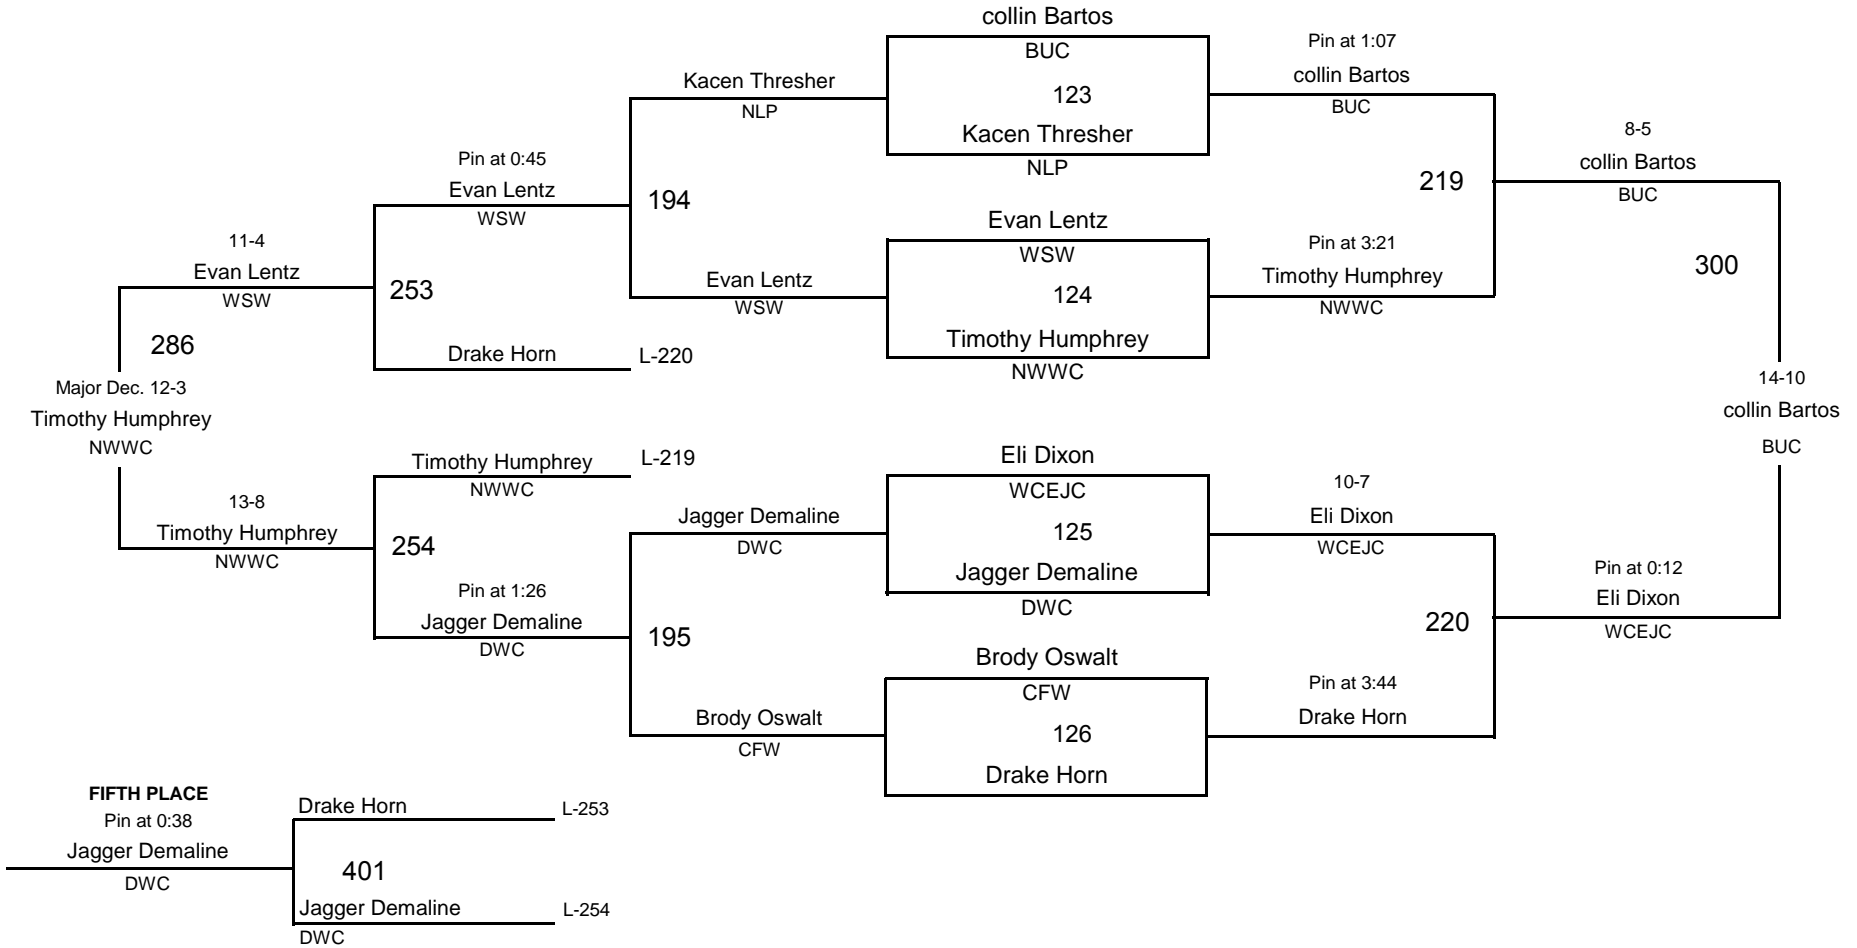 collin Bartos
BUC
123
Kacen Thresher
NLP
Evan Lentz
WSW
124
Timothy Humphrey
NWWC
Eli Dixon
WCEJC
125
Jagger Demaline
DWC
Brody Oswalt
CFW
126
Drake Horn
Pin at 1:07
collin Bartos
BUC
219
Pin at 3:21
Timothy Humphrey
NWWC
10-7
Eli Dixon
WCEJC
220
Pin at 3:44
Drake Horn
8-5
collin Bartos
BUC
300
Pin at 0:12
Eli Dixon
WCEJC
14-10
collin Bartos
BUC
Kacen Thresher
NLP
194
Evan Lentz
WSW
Jagger Demaline
DWC
195
Brody Oswalt
CFW
Pin at 0:45
Evan Lentz
WSW
253
Drake Horn
L-220
Timothy Humphrey
L-219
NWWC
254
Pin at 1:26
Jagger Demaline
DWC
11-4
Evan Lentz
WSW
286
13-8
Timothy Humphrey
NWWC
Major Dec. 12-3
Timothy Humphrey
NWWC
FIFTH PLACE
Pin at 0:38
Jagger Demaline
DWC
Drake Horn
L-253
401
Jagger Demaline
L-254
DWC